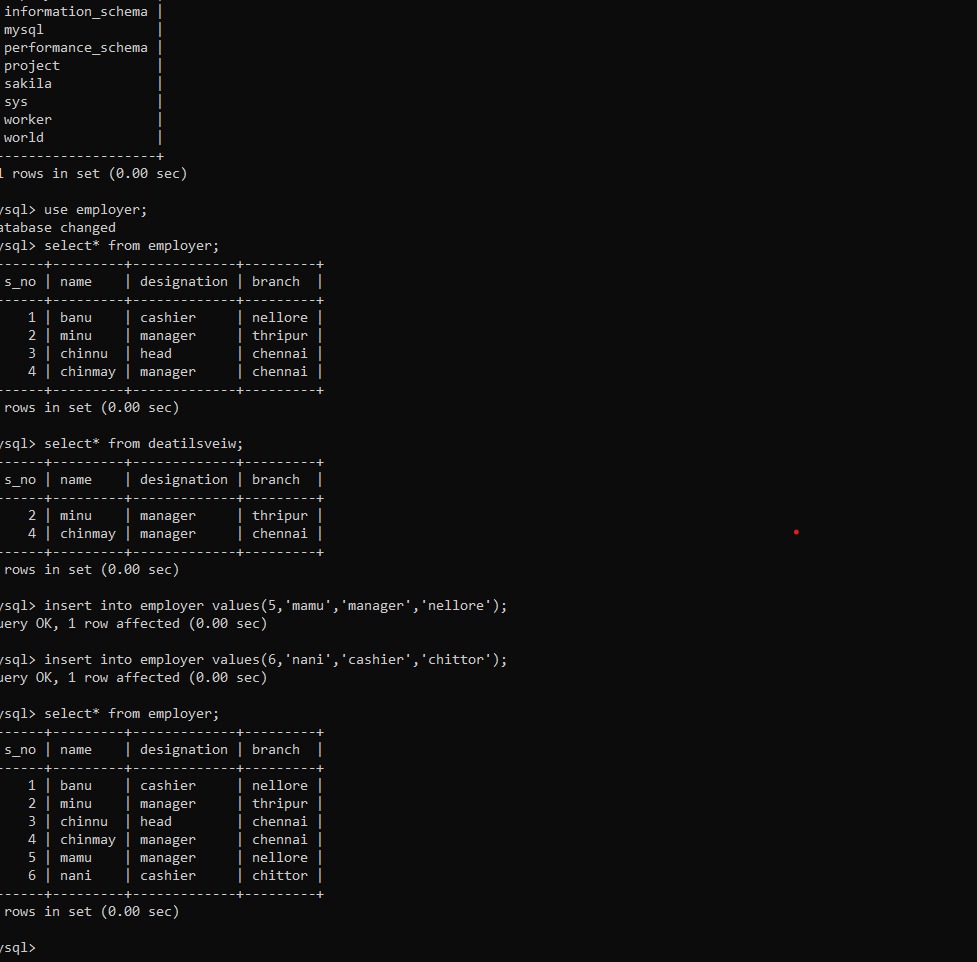 information_schema |
mysql              |
performance_schema |
project            |
sakila             |
sys                |
worker             |
world              |
--------------------+
1 rows in set (0.00 sec)
ysql> use employer;
atabase changed
ysql> select* from employer;
------+---------+-------------+---------+
s_no | name    | designation | branch  |
------+---------+-------------+---------+
   1 | banu    | cashier     | nellore |
   2 | minu    | manager     | thripur |
   3 | chinnu  | head        | chennai |
   4 | chinmay | manager     | chennai |
------+---------+-------------+---------+
rows in set (0.00 sec)
ysql> select* from deatilsveiw;
------+---------+-------------+---------+
s_no | name    | designation | branch  |
------+---------+-------------+---------+
   2 | minu    | manager     | thripur |
   4 | chinmay | manager     | chennai |
------+---------+-------------+---------+
rows in set (0.00 sec)
ysql> insert into employer values(5,'mamu','manager','nellore');
uery OK, 1 row affected (0.00 sec)
ysql> insert into employer values(6,'nani','cashier','chittor');
uery OK, 1 row affected (0.00 sec)
ysql> select* from employer;
------+---------+-------------+---------+
s_no | name    | designation | branch  |
------+---------+-------------+---------+
   1 | banu    | cashier     | nellore |
   2 | minu    | manager     | thripur |
   3 | chinnu  | head        | chennai |
   4 | chinmay | manager     | chennai |
   5 | mamu    | manager     | nellore |
   6 | nani    | cashier     | chittor |
------+---------+-------------+---------+
rows in set (0.00 sec)
ysql>